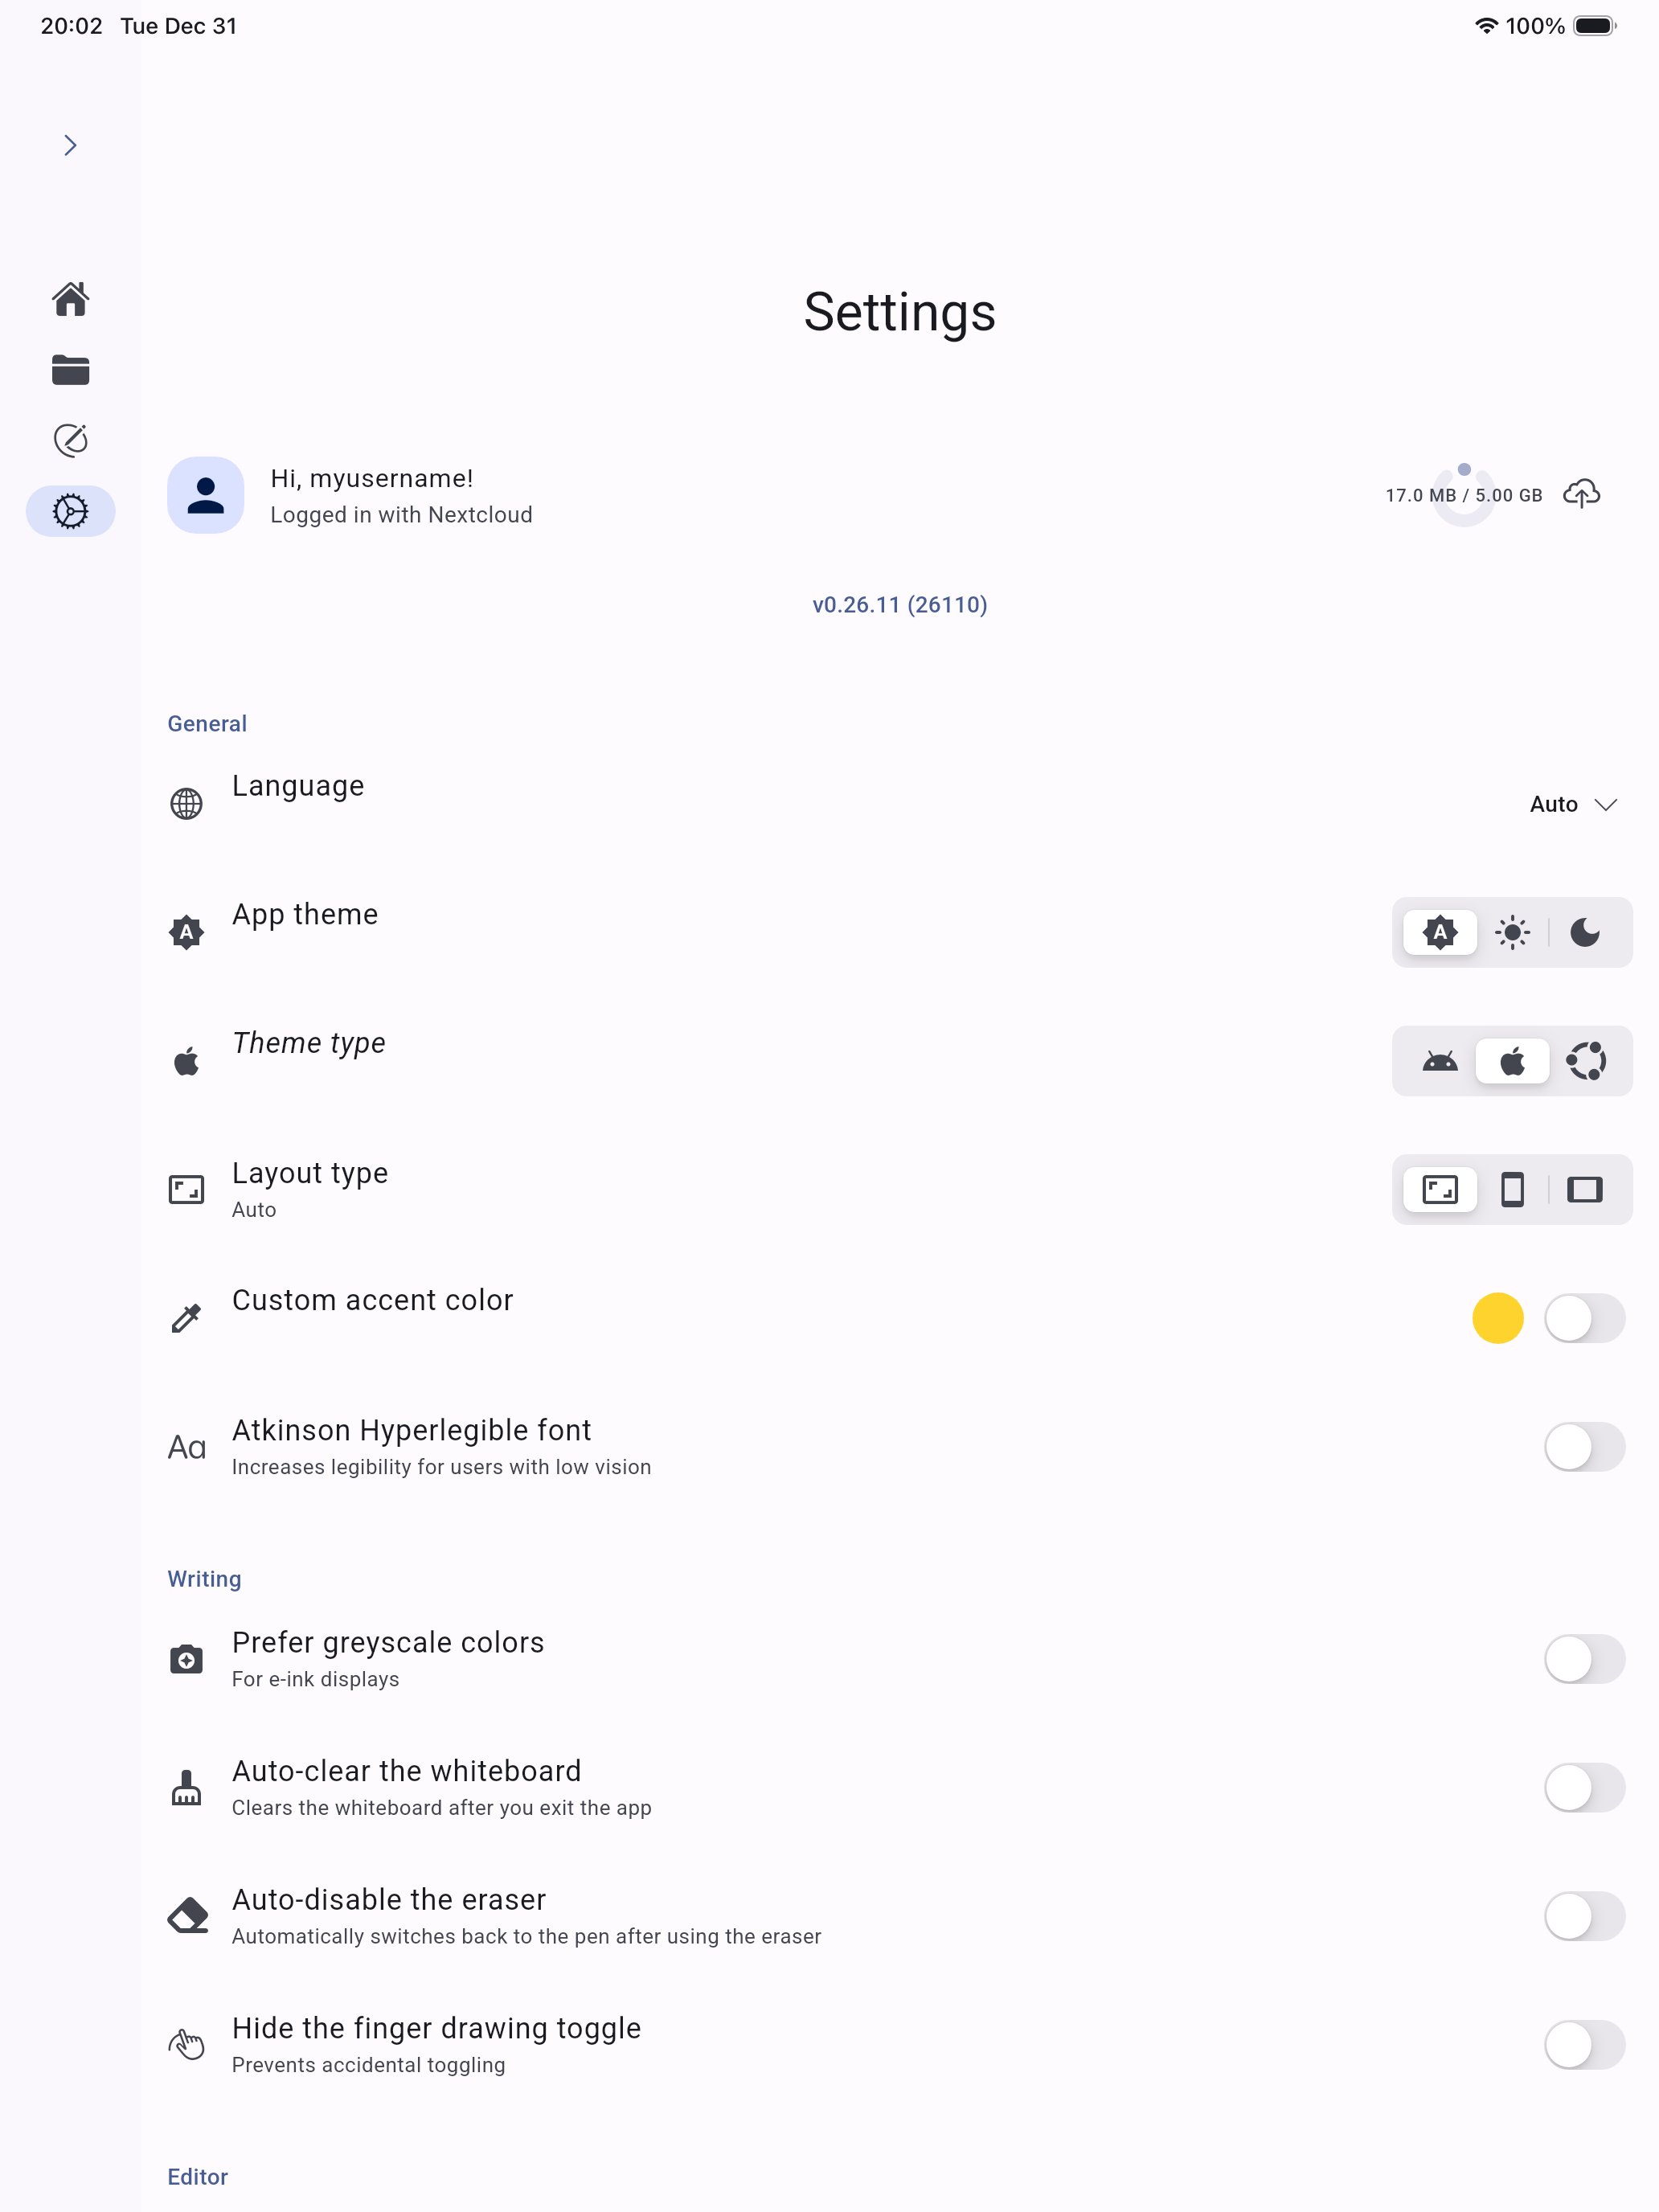 20:02 Tue Dec 31
100%
Settings
Hi, myusername!
Logged in with Nextcloud
17.0 MB / 5.00 GB
v0.26.11 (26110)
General
Language
Auto
App theme
Theme type
Layout type
Auto
Custom accent color
Aa
Atkinson Hyperlegible font
Increases legibility for users with low vision
Writing
Prefer greyscale colors
For e-ink displays
Auto-clear the whiteboard
Clears the whiteboard after you exit the app
Auto-disable the eraser
Automatically switches back to the pen after using the eraser
Hide the finger drawing toggle
Prevents accidental toggling
Editor